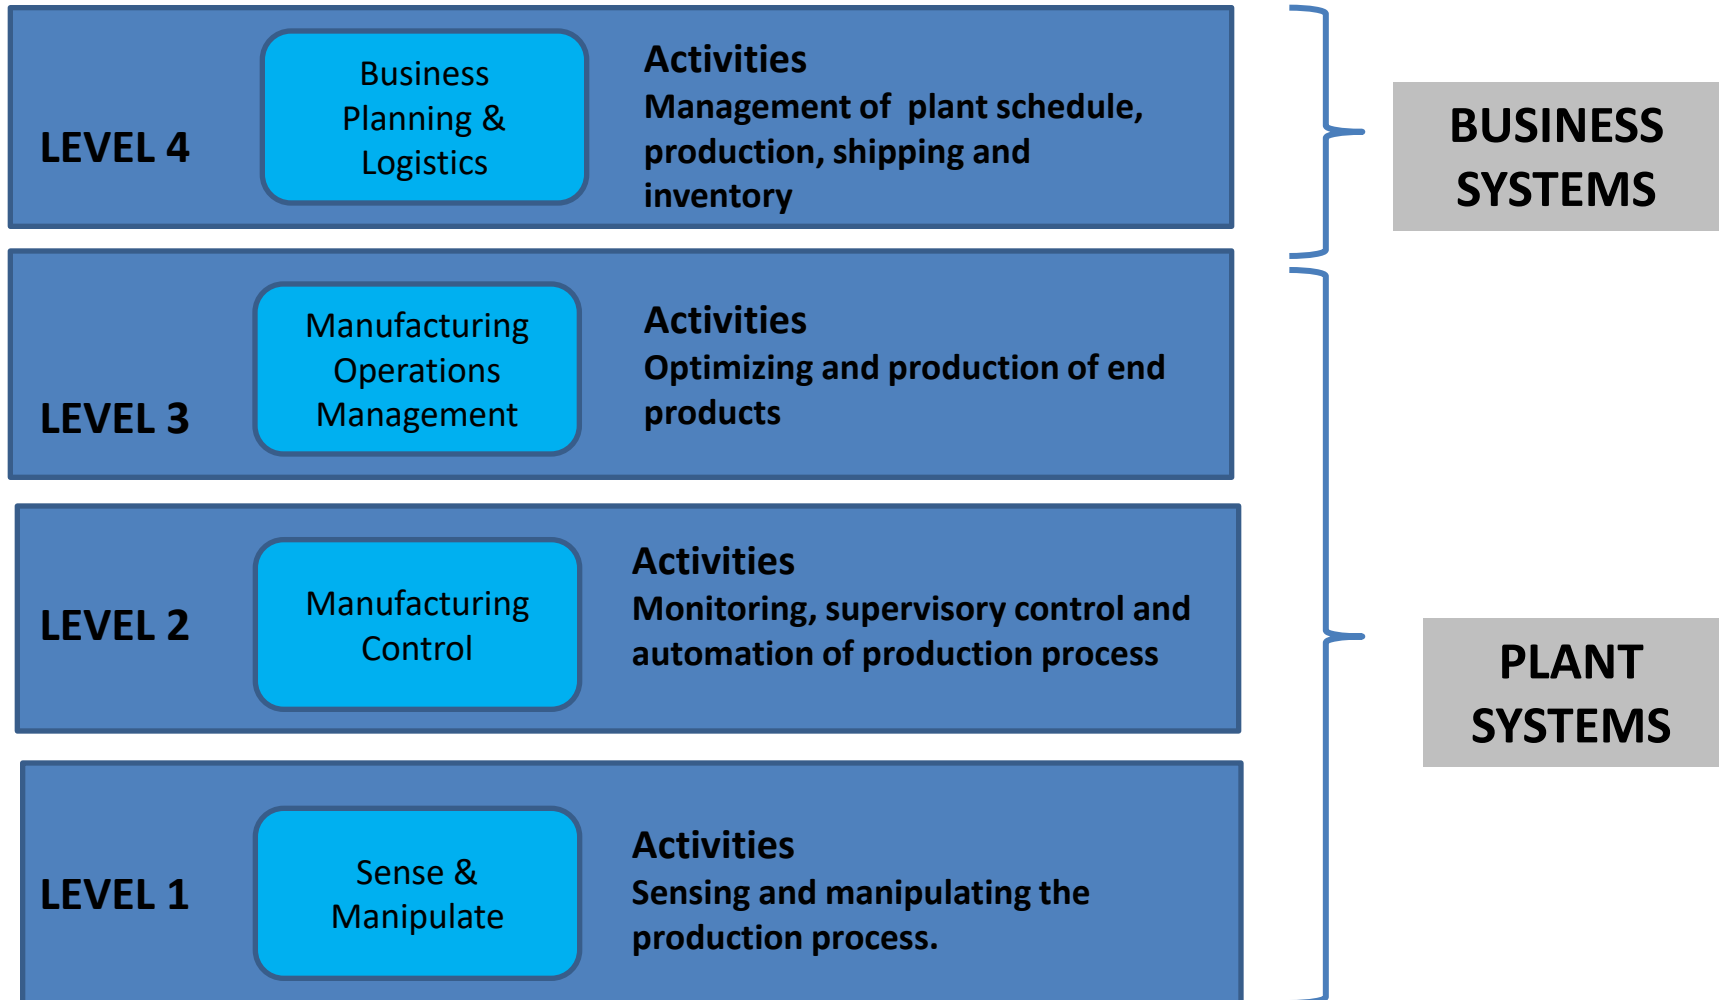 LEVEL 4
Business
Planning &
Logistics
Activities
Management of  plant schedule,
production, shipping and
inventory
BUSINESS
SYSTEMS
LEVEL 3
Manufacturing
Operations
Management
Activities
Optimizing and production of end
products
LEVEL 2
Manufacturing
Control
Activities
Monitoring, supervisory control and
automation of production process
PLANT
SYSTEMS
LEVEL 1
Sense &
Manipulate
Activities
Sensing and manipulating the
production process.